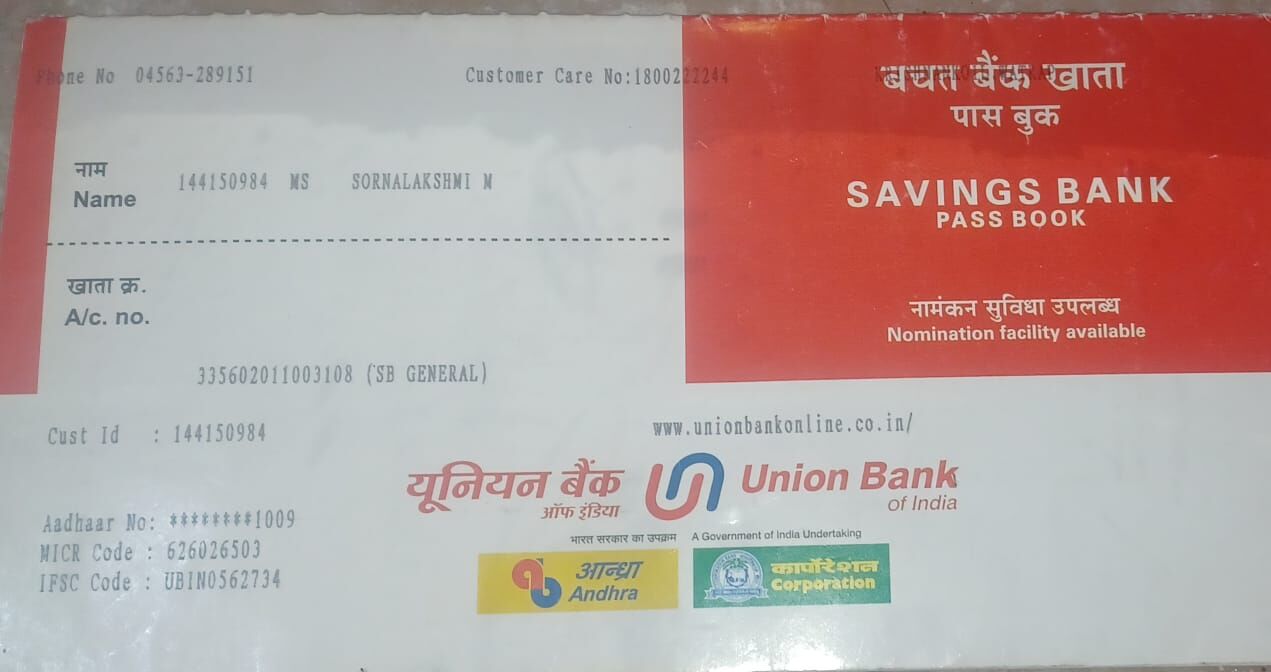 Phone No 04563-289151
Customer Care No:1800222244
बचत बैंक खाता
पास बुक
नाम
Name
144150984 MS SORNALAKSHMI M
SAVINGS BANK
PASS BOOK
खाता क्र.
A/c. no.
335602011003108 (SB GENERAL)
नामंकन सुविधा उपलब्ध
Nomination facility available
Cust Id : 144150984
www.unionbankonline.co.in/
यूनियन बैंक
ऑफ इंडिया
Union Bank
of India
भारत सरकार का उपक्रम A Government of India Undertaking
Aadhaar No: ********1009
MICR Code : 626026503
IFSC Code : UBIN0562734
आन्ध्रा
Andhra
कार्पोरेशन
Corporation